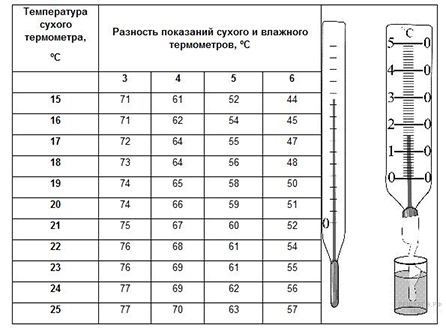 Температура
сухого
термометра,
ºС
Разность показаний сухого и влажного
термометров, ºС
3 4 5 6
15 71 61 52 44
16 71 62 54 45
17 72 64 55 47
18 73 64 56 48
19 74 65 58 50
20 74 66 59 51
21 75 67 60 52
22 76 68 61 54
23 76 69 61 55
24 77 69 62 56
25 77 70 63 57
0
°C
5 0
4 0
3 0
2 0
1 0
0 0